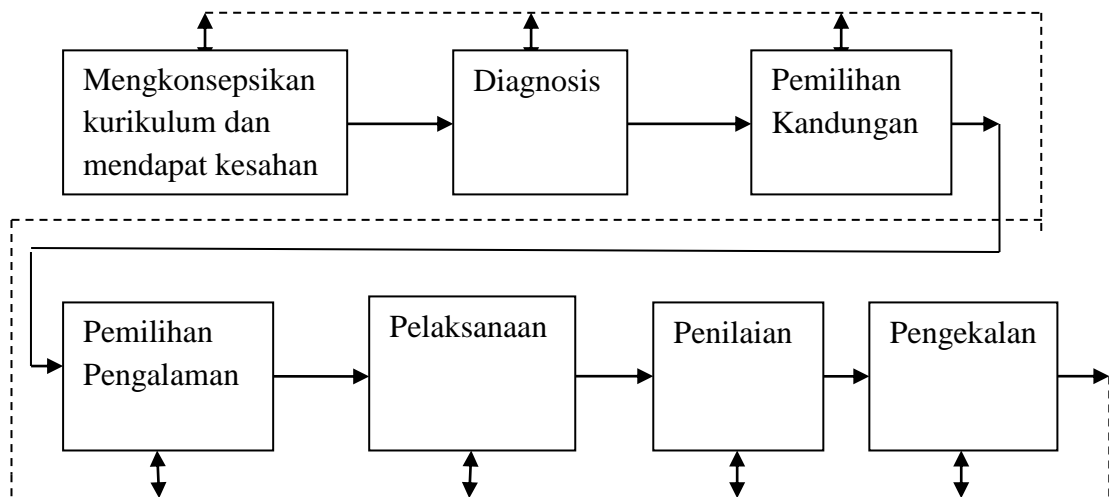 Mengkonsepsikan
kurikulum dan
mendapat kesahan
Diagnosis
Pemilihan
Kandungan
Pemilihan
Pengalaman
Pelaksanaan
Penilaian
Pengekalan